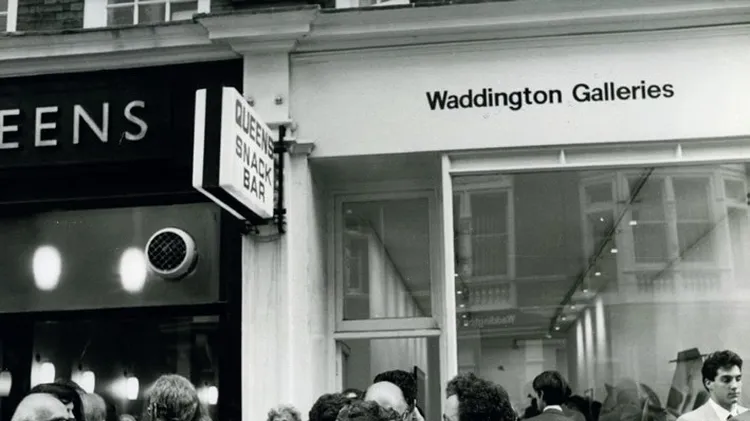 EENS
QUEENS
SNACK
BAR
Waddington Galleries